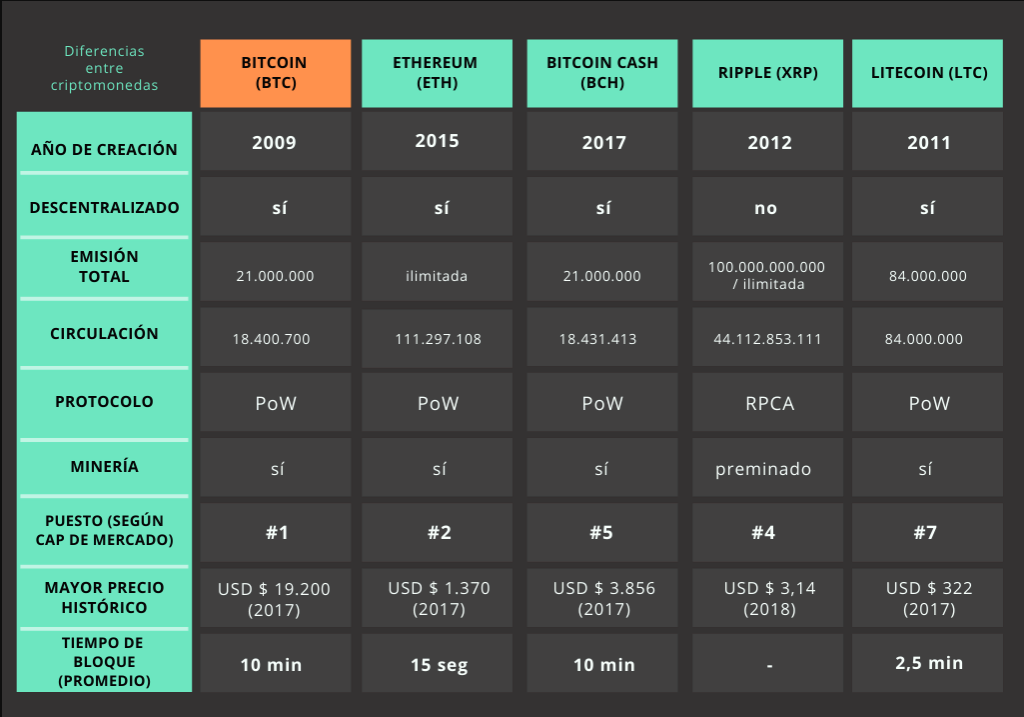 Diferencias
entre
criptomonedas
BITCOIN
(BTC)
ETHEREUM
(ETH)
BITCOIN CASH
(BCH)
RIPPLE (XRP)
LITECOIN (LTC)
AÑO DE CREACIÓN
2009
2015
2017
2012
2011
DESCENTRALIZADO
sí
sí
sí
no
sí
EMISIÓN
TOTAL
21.000.000
ilimitada
21.000.000
100.000.000.000
/ ilimitada
84.000.000
CIRCULACIÓN
18.400.700
111.297.108
18.431.413
44.112.853.111
84.000.000
PROTOCOLO
PoW
PoW
PoW
RPCA
PoW
MINERÍA
sí
sí
sí
preminado
sí
PUESTO (SEGÚN
CAP DE MERCADO)
#1
#2
#5
#4
#7
MAYOR PRECIO
HISTÓRICO
USD $ 19.200
(2017)
USD $ 1.370
(2017)
USD $ 3.856
(2017)
USD $ 3,14
(2018)
USD $ 322
(2017)
TIEMPO DE
BLOQUE
(PROMEDIO)
10 min
15 seg
10 min
-
2,5 min